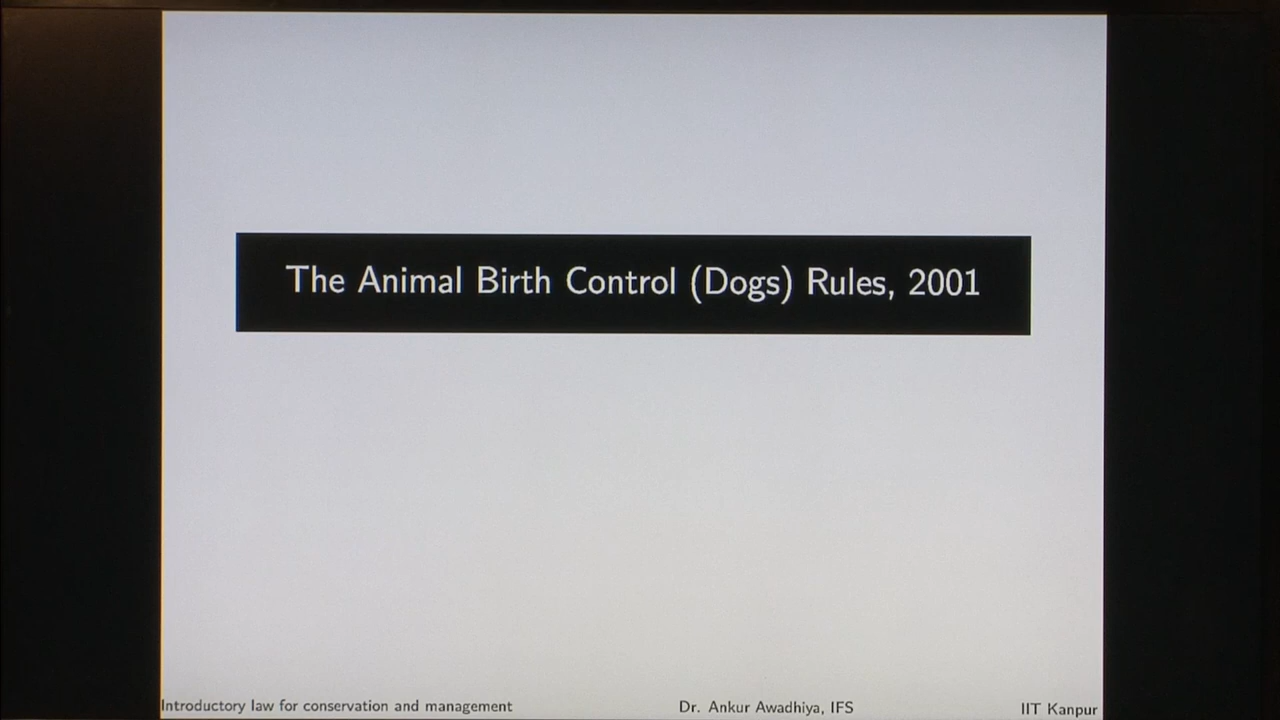 The Animal Birth Control (Dogs) Rules, 2001
Introductory law for conservation and management Dr. Ankur Awadhiya, IFS IIT Kanpur